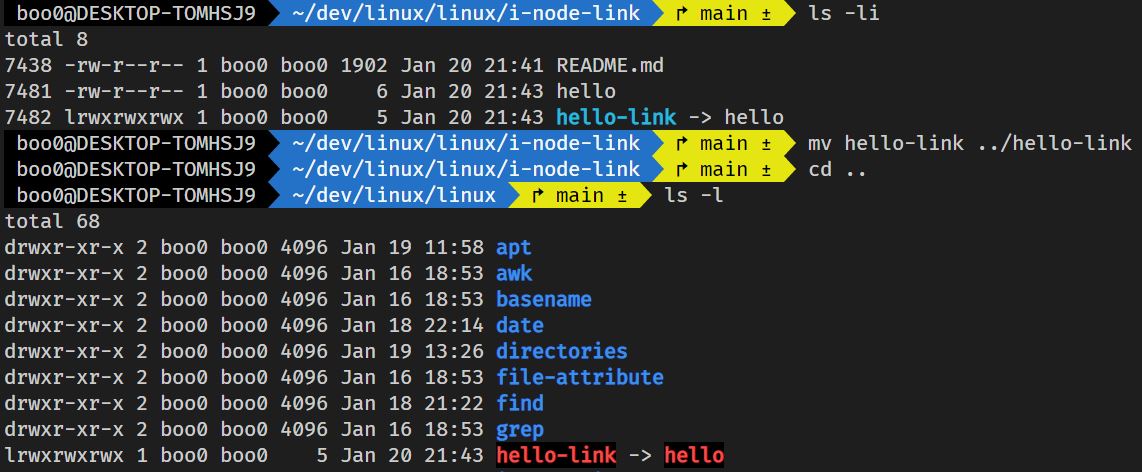 boo0@DESKTOP-TOMHSJ9 ~/dev/linux/linux/i-node-link ↱ main ± ls -li
total 8
7438 -rw-r--r-- 1 boo0 boo0 1902 Jan 20 21:41 README.md
7481 -rw-r--r-- 1 boo0 boo0    6 Jan 20 21:43 hello
7482 lrwxrwxrwx 1 boo0 boo0    5 Jan 20 21:43 hello-link -> hello
boo0@DESKTOP-TOMHSJ9 ~/dev/linux/linux/i-node-link ↱ main ± mv hello-link ../hello-link
boo0@DESKTOP-TOMHSJ9 ~/dev/linux/linux/i-node-link ↱ main ± cd ..
boo0@DESKTOP-TOMHSJ9 ~/dev/linux/linux ↱ main ± ls -l
total 68
drwxr-xr-x 2 boo0 boo0 4096 Jan 19 11:58 apt
drwxr-xr-x 2 boo0 boo0 4096 Jan 16 18:53 awk
drwxr-xr-x 2 boo0 boo0 4096 Jan 16 18:53 basename
drwxr-xr-x 2 boo0 boo0 4096 Jan 18 22:14 date
drwxr-xr-x 2 boo0 boo0 4096 Jan 19 13:26 directories
drwxr-xr-x 2 boo0 boo0 4096 Jan 16 18:53 file-attribute
drwxr-xr-x 2 boo0 boo0 4096 Jan 18 21:22 find
drwxr-xr-x 2 boo0 boo0 4096 Jan 16 18:53 grep
lrwxrwxrwx 1 boo0 boo0    5 Jan 20 21:43 hello-link -> hello